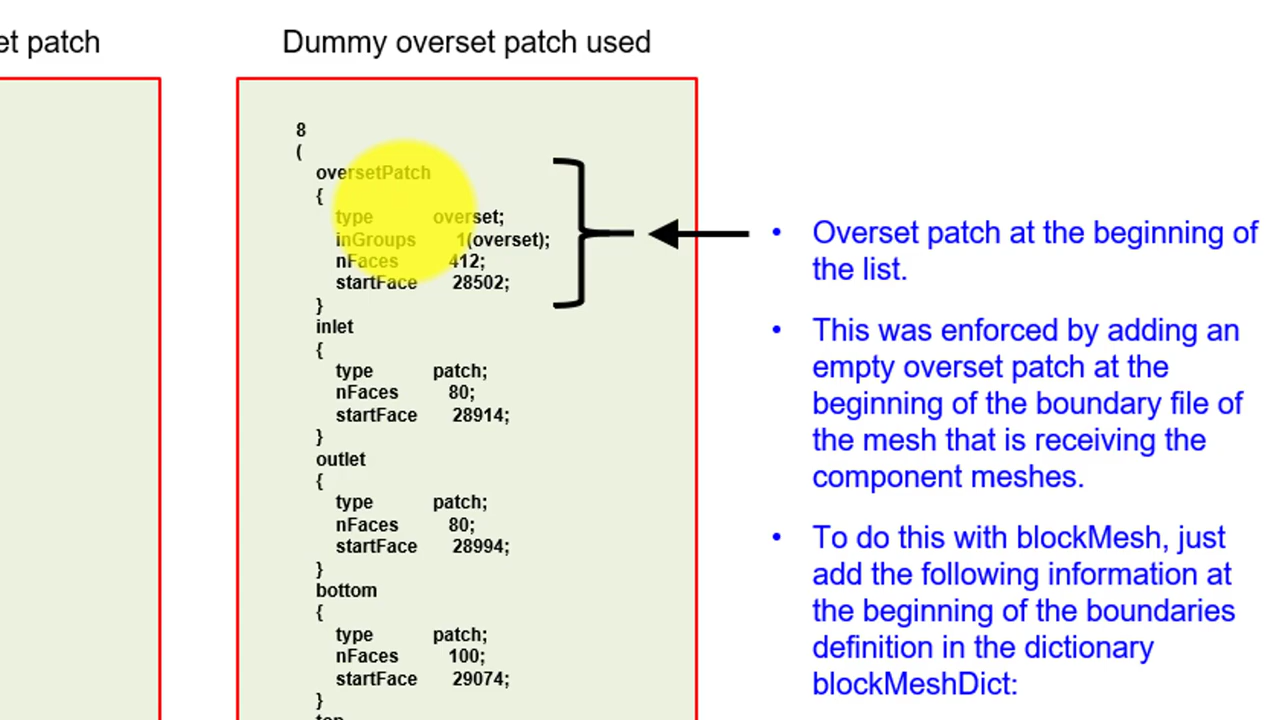 et patch
Dummy overset patch used
8
(
oversetPatch
{
type overset;
inGroups 1(overset);
nFaces 412;
startFace 28502;
}
inlet
{
type patch;
nFaces 80;
startFace 28914;
}
outlet
{
type patch;
nFaces 80;
startFace 28994;
}
bottom
{
type patch;
nFaces 100;
startFace 29074;
}
• Overset patch at the beginning of
the list.
• This was enforced by adding an
empty overset patch at the
beginning of the boundary file of
the mesh that is receiving the
component meshes.
• To do this with blockMesh, just
add the following information at
the beginning of the boundaries
definition in the dictionary
blockMeshDict: